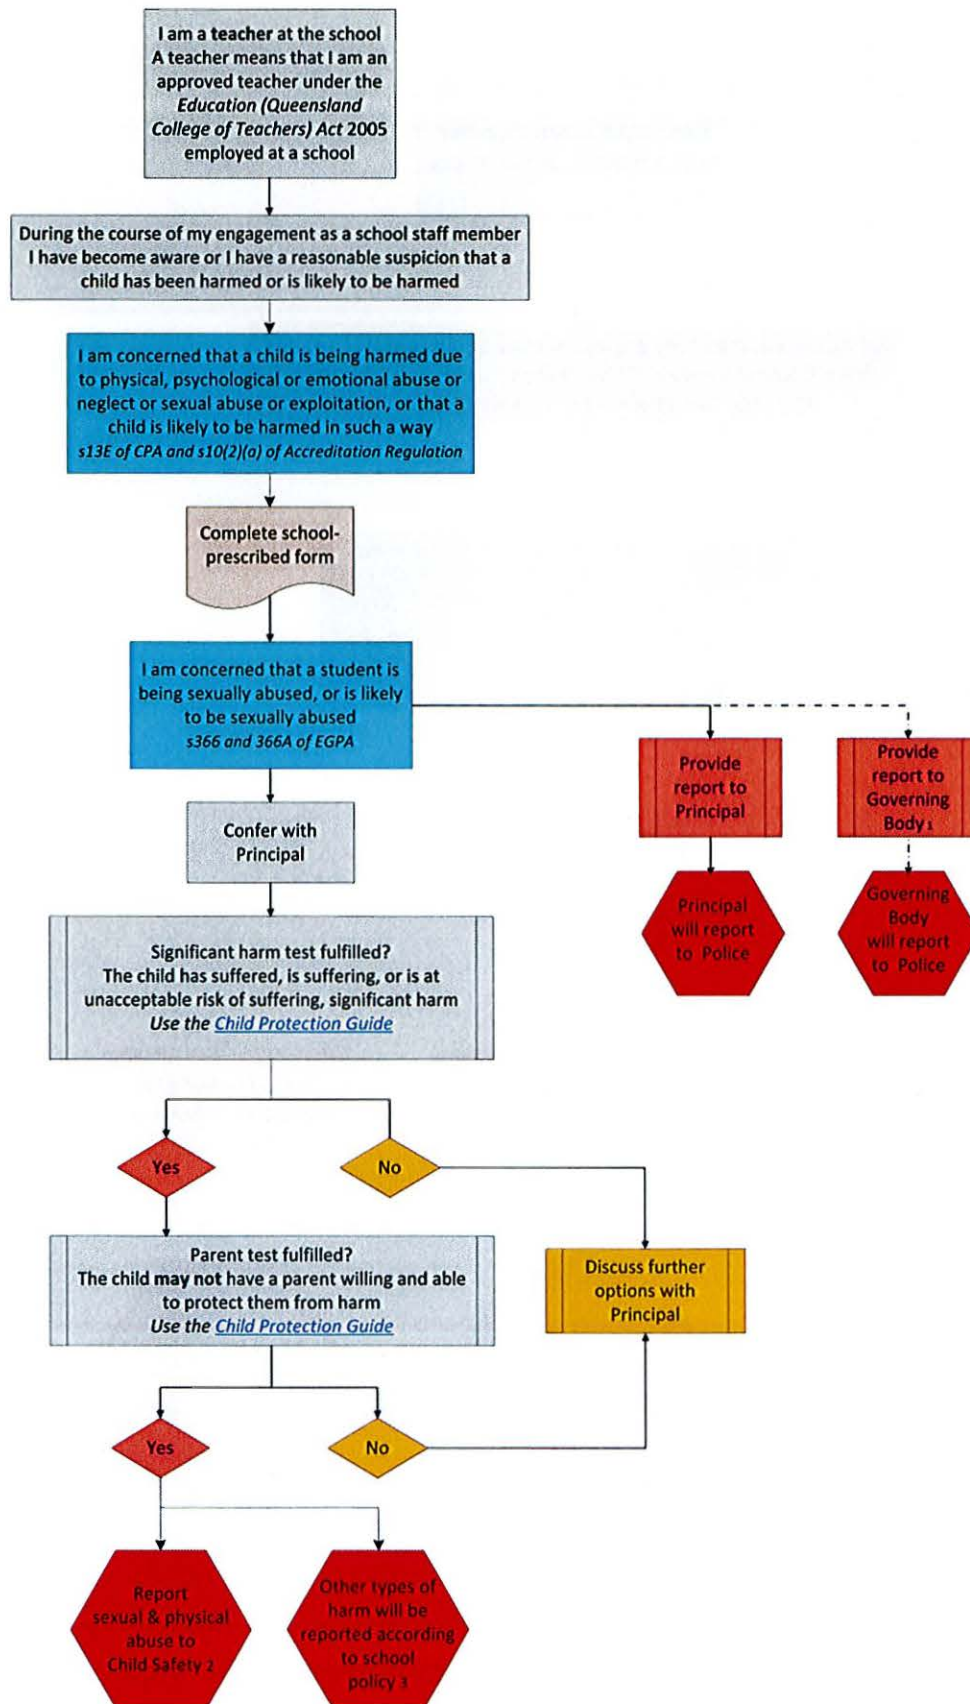 I am a teacher at the school
A teacher means that I am an
approved teacher under the
Education (Queensland
College of Teachers) Act 2005
employed at a school
During the course of my engagement as a school staff member
I have become aware or I have a reasonable suspicion that a
child has been harmed or is likely to be harmed
I am concerned that a child is being harmed due
to physical, psychological or emotional abuse or
neglect or sexual abuse or exploitation, or that a
child is likely to be harmed in such a way
s13E of CPA and s10(2)(a) of Accreditation Regulation
Complete school-
prescribed form
I am concerned that a student is
being sexually abused, or is likely
to be sexually abused
s366 and 366A of EGPA
Provide
report to
Principal
Provide
report to
Governing
Body 1
Confer with
Principal
Principal
will report
to Police
Governing
Body
will report
to Police
Significant harm test fulfilled?
The child has suffered, is suffering, or is at
unacceptable risk of suffering, significant harm
Use the Child Protection Guide
Yes
No
Parent test fulfilled?
The child may not have a parent willing and able
to protect them from harm
Use the Child Protection Guide
Discuss further
options with
Principal
Yes
No
Report
sexual & physical
abuse to
Child Safety 2
Other types of
harm will be
reported according
to school
policy 3